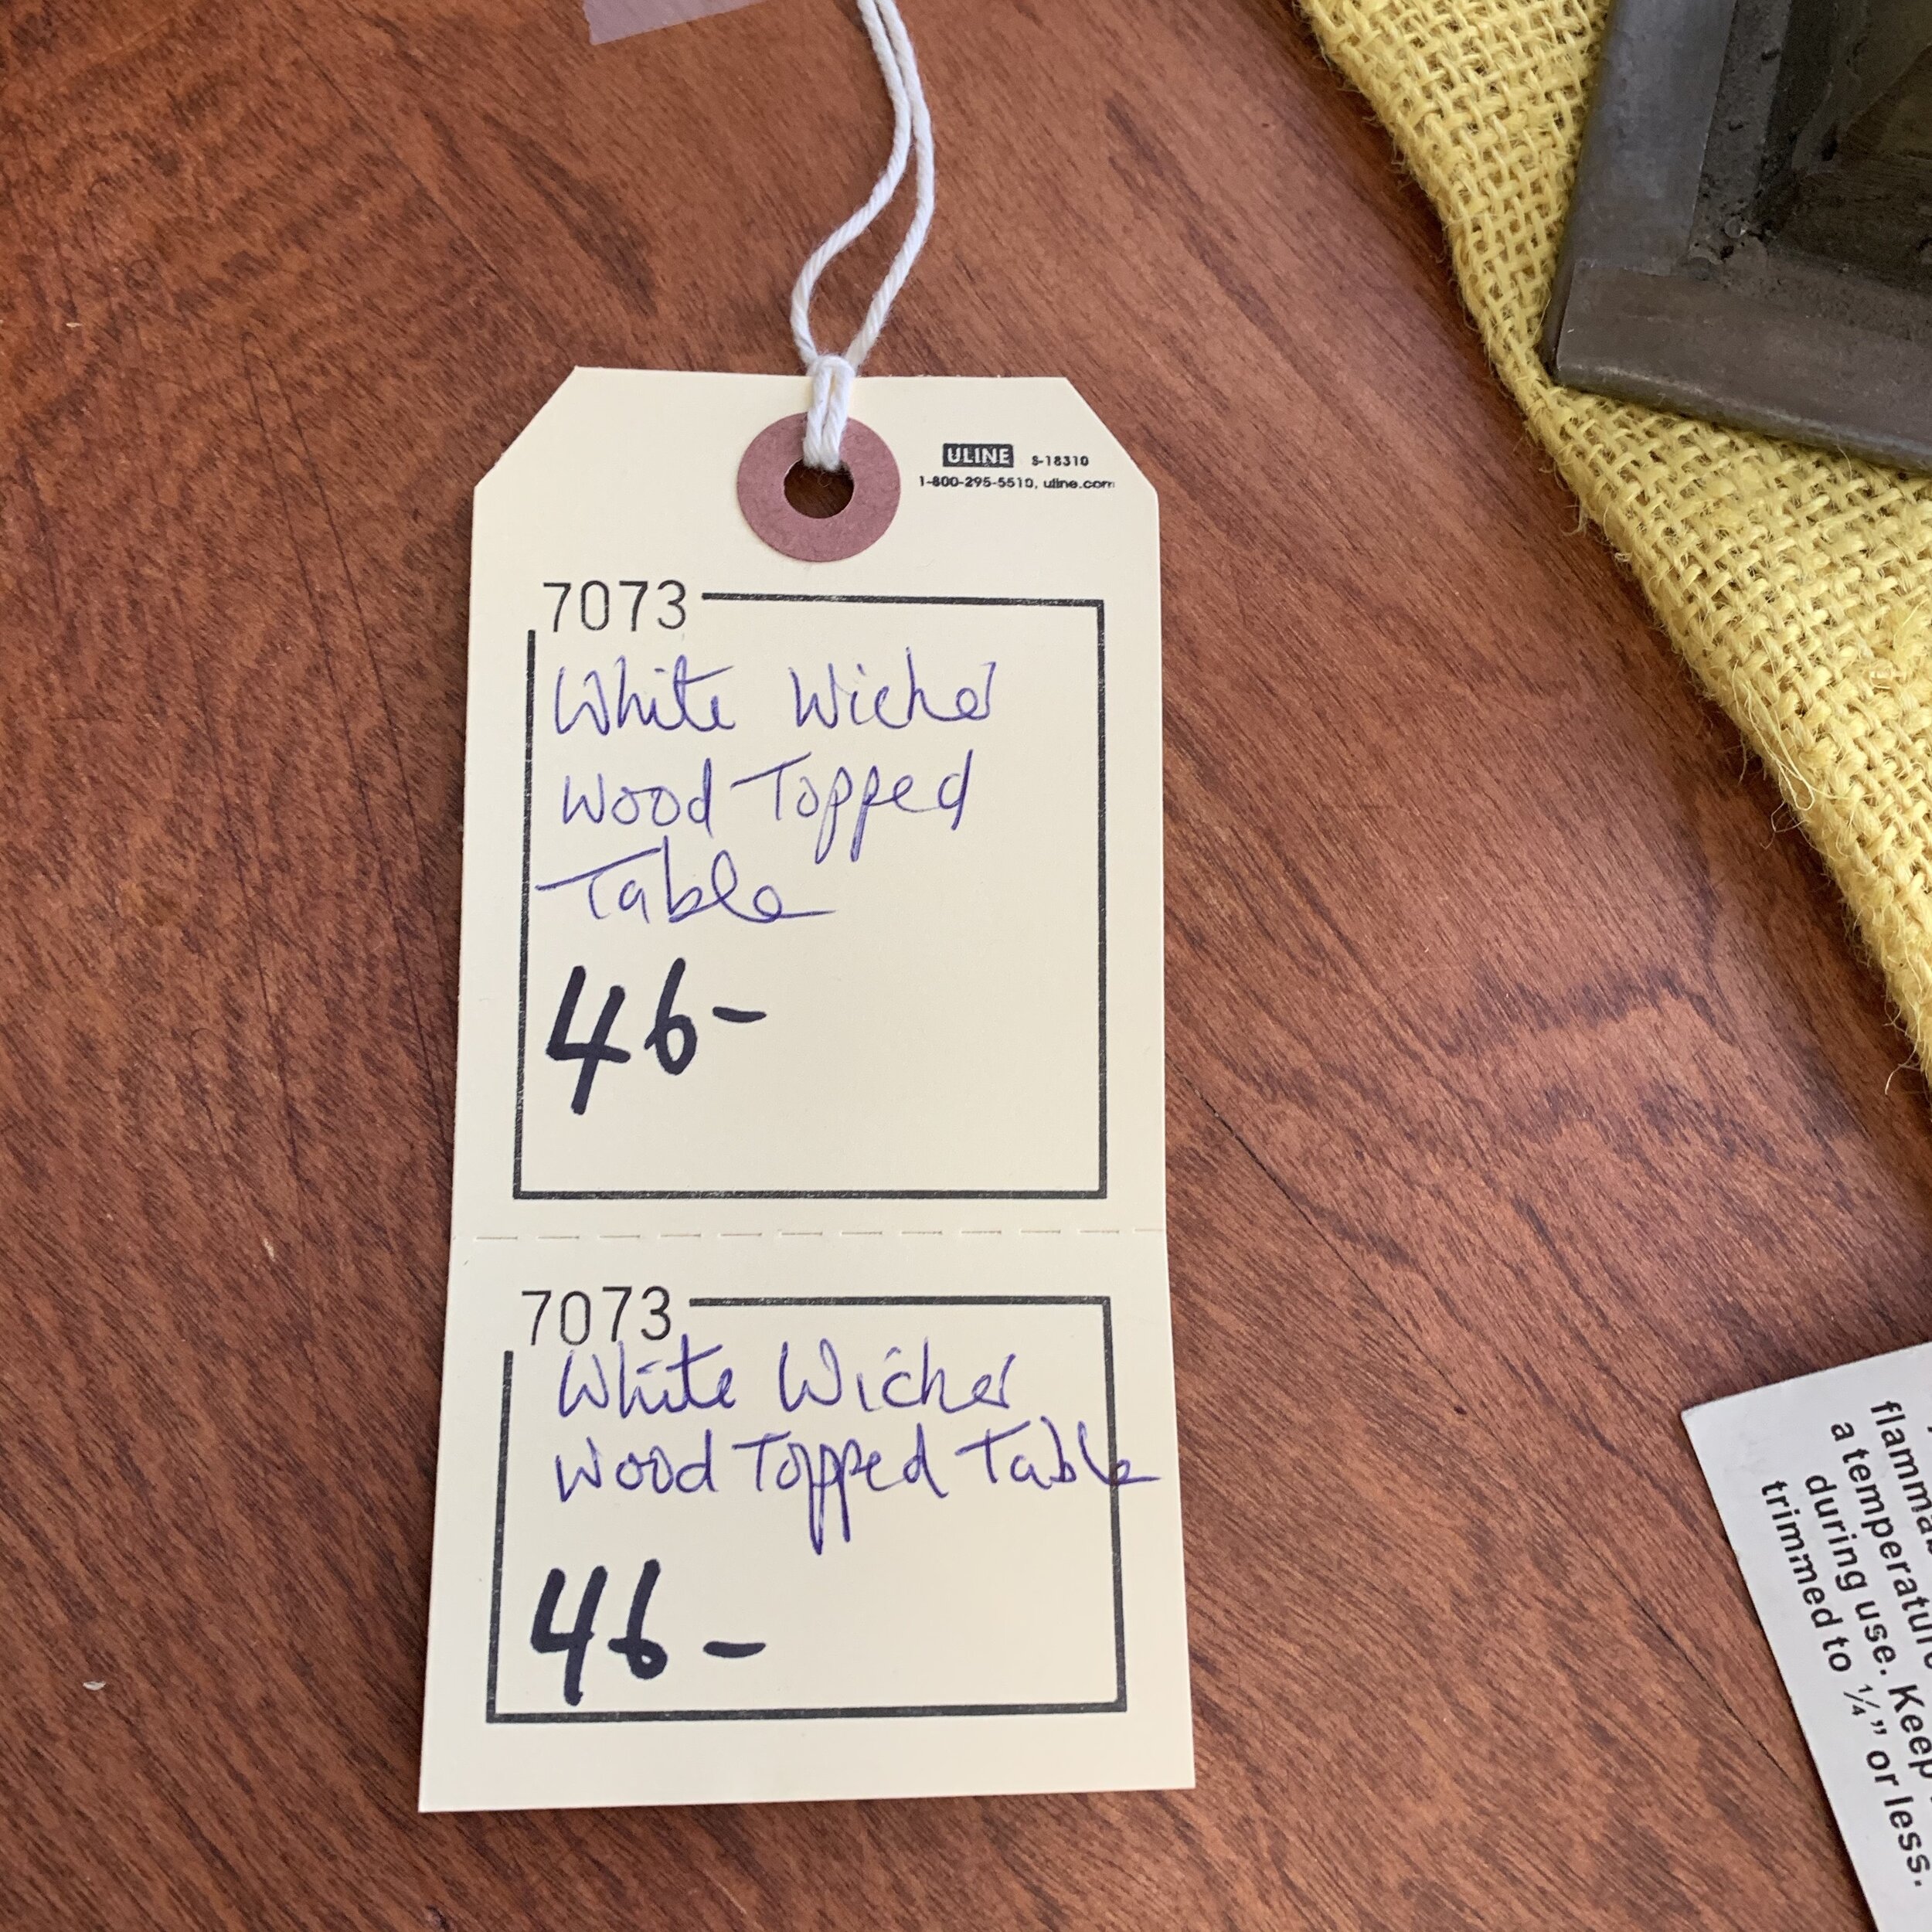 ULINE S-18310
1-800-295-5510, uline.com
7073
White Wicker
Wood Topped
Table
46-
7073
White Wicker
Wood Topped Table
46-
a temperature
during use. Keep
trimmed to ¼” or less.